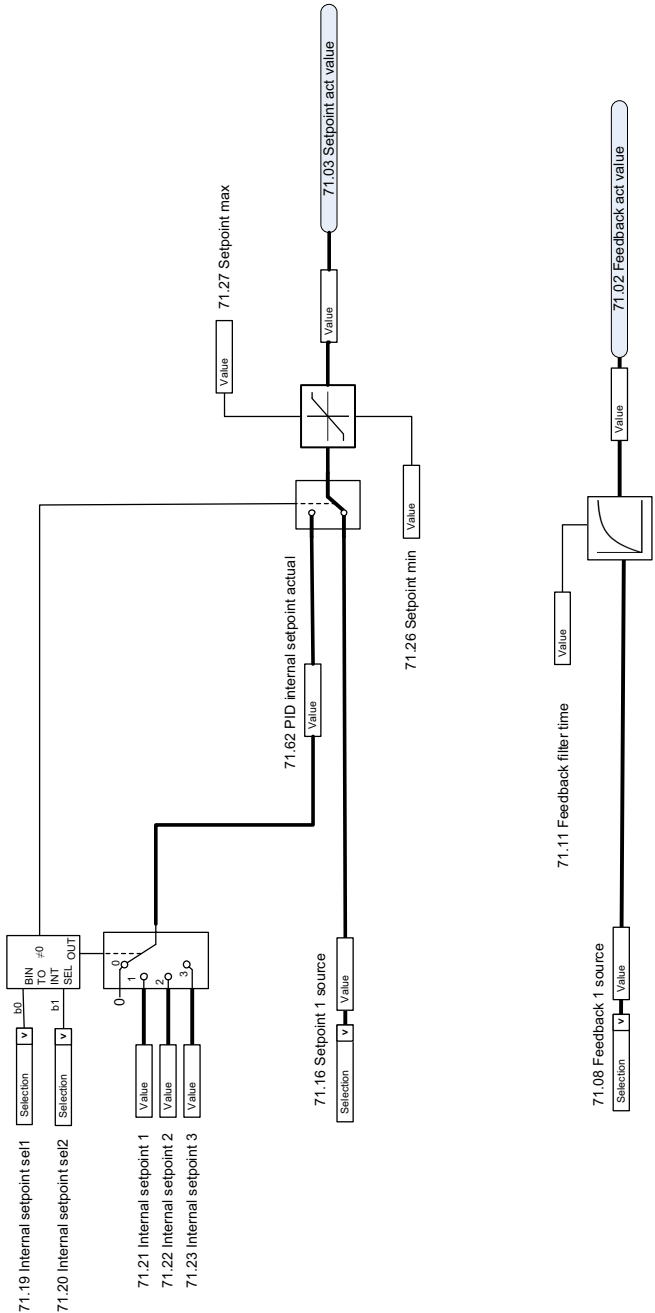 71.19 Internal setpoint sel1
Selection
v
b0
71.20 Internal setpoint sel2
Selection
v
b1
BIN
TO
INT
SEL
≠0
OUT
0
0
1
2
3
71.21 Internal setpoint 1
Value
71.22 Internal setpoint 2
Value
71.23 Internal setpoint 3
Value
71.62 PID internal setpoint actual
Value
71.16 Setpoint 1 source
Selection
v
Value
71.27 Setpoint max
Value
71.26 Setpoint min
Value
Value
71.03 Setpoint act value
71.11 Feedback filter time
Value
71.08 Feedback 1 source
Selection
v
Value
Value
71.02 Feedback act value